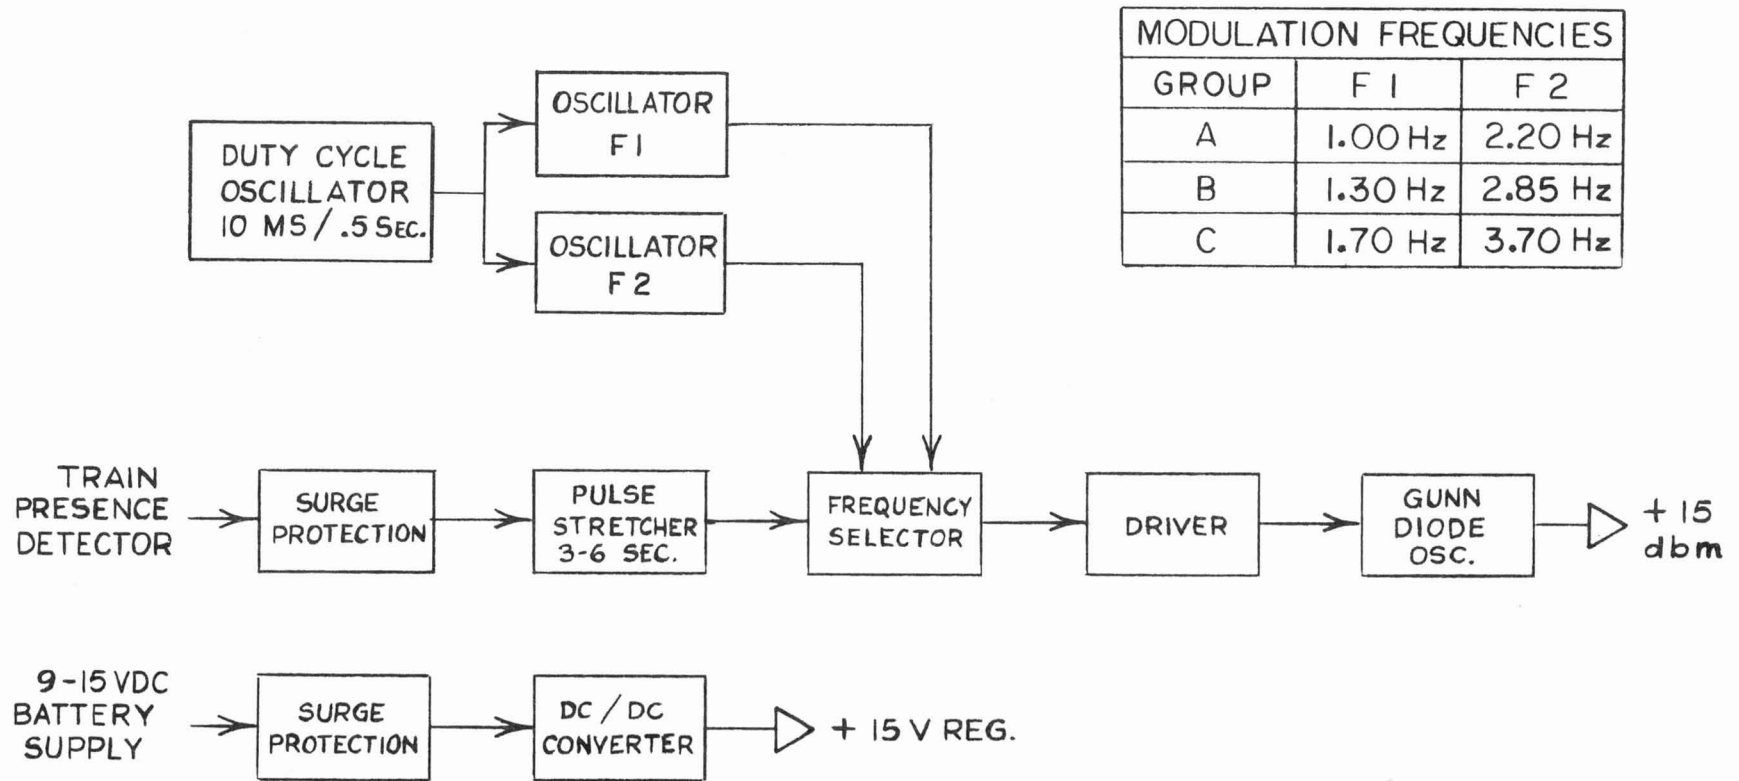 MODULATION FREQUENCIES
GROUP F1 F2
A 1.00 Hz 2.20 Hz
B 1.30 Hz 2.85 Hz
C 1.70 Hz 3.70 Hz
DUTY CYCLE
OSCILLATOR
10 MS / .5 SEC.
OSCILLATOR
F1
OSCILLATOR
F2
TRAIN
PRESENCE
DETECTOR
SURGE
PROTECTION
PULSE
STRETCHER
3-6 SEC.
FREQUENCY
SELECTOR
DRIVER
GUNN
DIODE
OSC.
+ 15
dbm
9-15 VDC
BATTERY
SUPPLY
SURGE
PROTECTION
DC / DC
CONVERTER
+ 15 V REG.